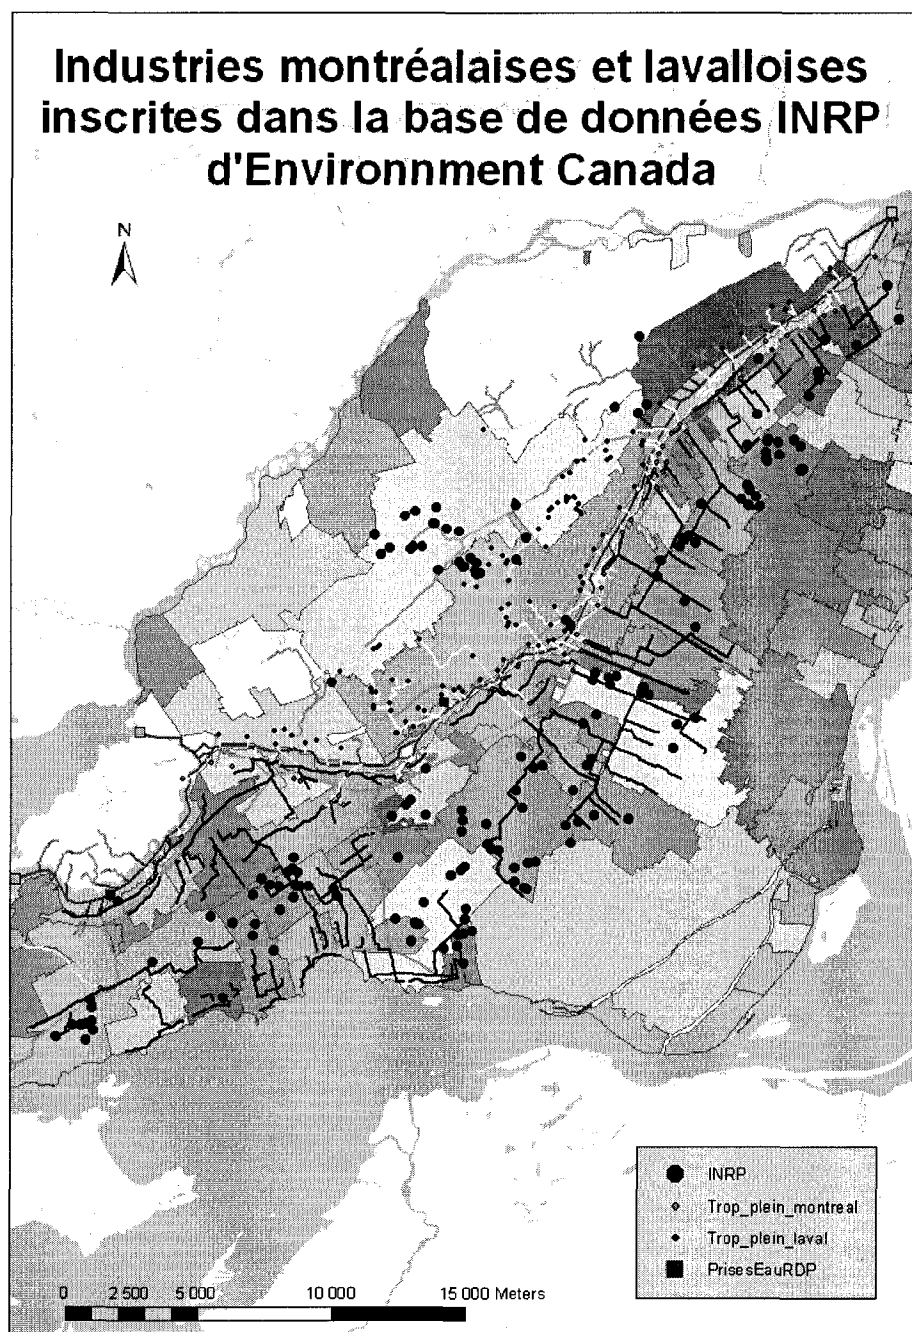 Industries montréalaises et lavalloises
inscrites dans la base de données INRP
d'Environnment Canada
N
INRP
Trop_plein_montreal
Trop_plein_laval
PrisesEauRDP
0 2 500 5 000 10 000 15 000 Meters